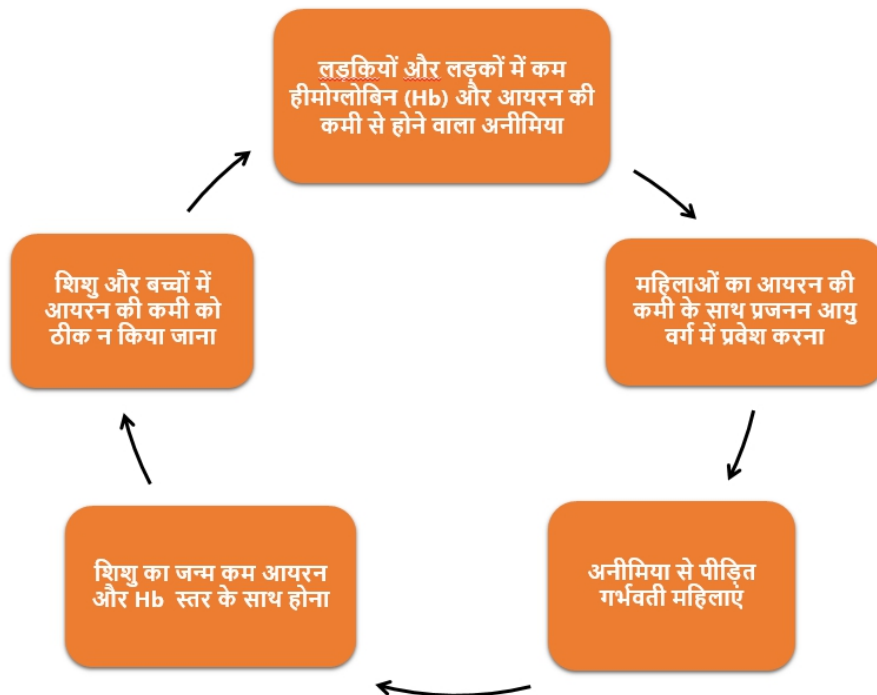 लड़कियों और लड़कों में कम
हीमोग्लोबिन (Hb) और आयरन की
कमी से होने वाला अनीमिया
महिलाओं का आयरन की
कमी के साथ प्रजनन आयु
वर्ग में प्रवेश करना
अनीमिया से पीड़ित
गर्भवती महिलाएं
शिशु का जन्म कम आयरन
और Hb स्तर के साथ होना
शिशु और बच्चों में
आयरन की कमी को
ठीक न किया जाना